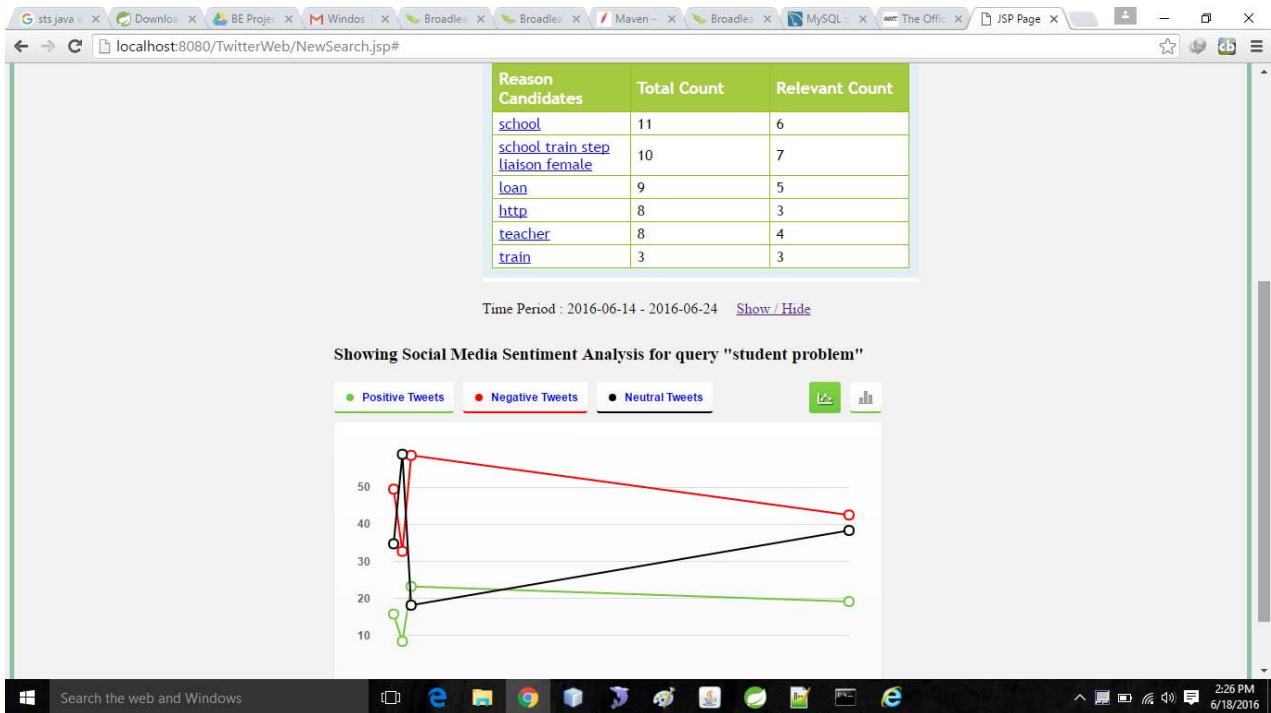 sts java
Downloa
BE Projec
Windos
Broadlea
Broadlea
Maven
Broadlea
MySQL ::
The Offic
JSP Page
localhost:8080/TwitterWeb/NewSearch.jsp#
Reason Candidates Total Count Relevant Count
school 11 6
school train step liaison female 10 7
loan 9 5
http 8 3
teacher 8 4
train 3 3
Time Period : 2016-06-14 - 2016-06-24 Show / Hide
Showing Social Media Sentiment Analysis for query "student problem"
Positive Tweets Negative Tweets Neutral Tweets
50
40
30
20
10
Search the web and Windows
2:26 PM
6/18/2016